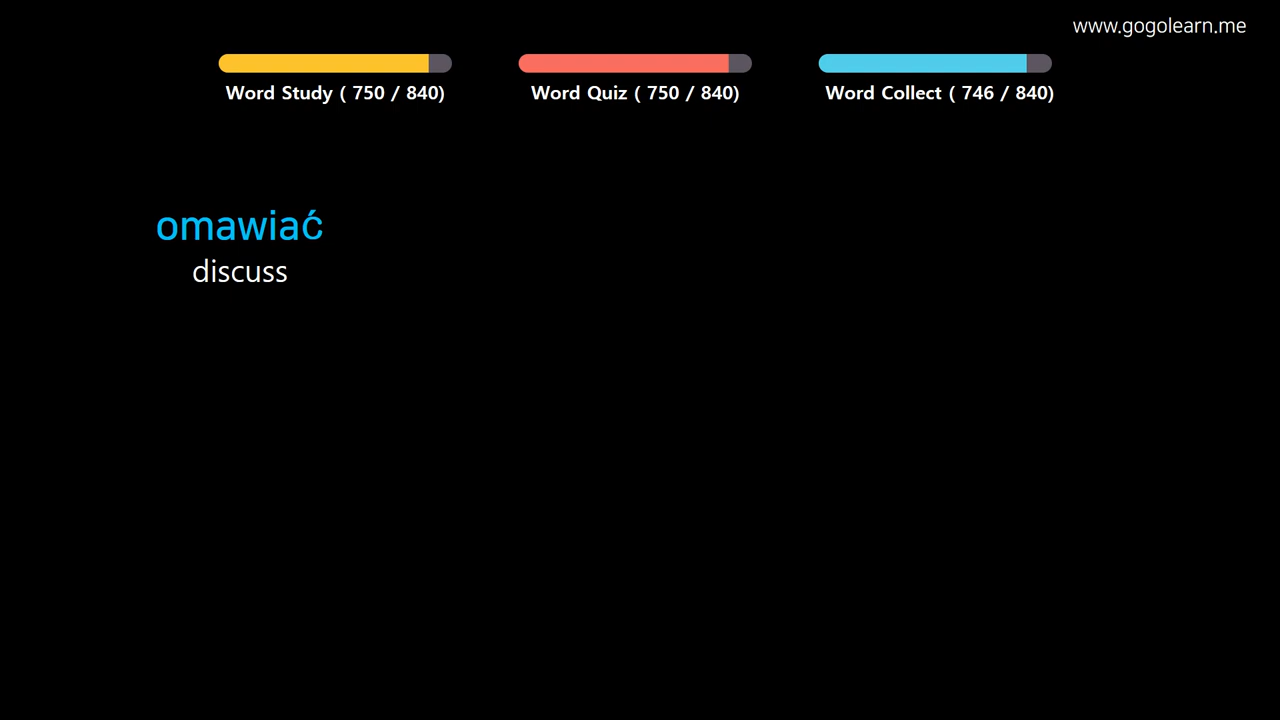 www.gogolearn.me
Word Study ( 750 / 840)
Word Quiz ( 750 / 840)
Word Collect ( 746 / 840)
omawiać
discuss